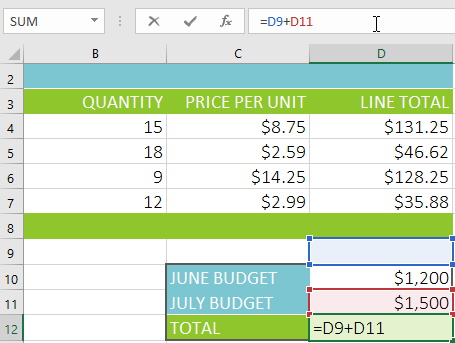 SUM fx =D9+D11
B C D
2
3 QUANTITY PRICE PER UNIT LINE TOTAL
4 15 $8.75 $131.25
5 18 $2.59 $46.62
6 9 $14.25 $128.25
7 12 $2.99 $35.88
8
9
10 JUNE BUDGET $1,200
11 JULY BUDGET $1,500
12 TOTAL =D9+D11